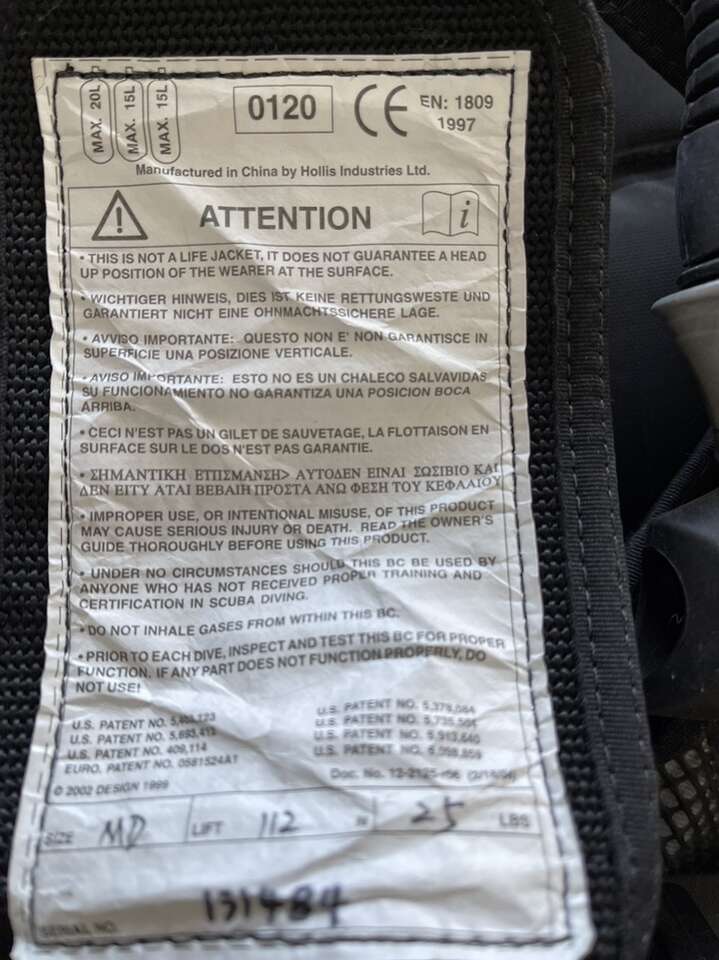 MAX. 20L
MAX. 15L
MAX. 15L
0120
CE EN: 1809
1997
Manufactured in China by Hollis Industries Ltd.
ATTENTION
i
• THIS IS NOT A LIFE JACKET, IT DOES NOT GUARANTEE A HEAD
UP POSITION OF THE WEARER AT THE SURFACE.
• WICHTIGER HINWEIS, DIES IST KEINE RETTUNGSWESTE UND
GARANTIERT NICHT EINE OHNMACHTSSICHERE LAGE.
• AVVISO IMPORTANTE: QUESTO NON E' NON GARANTISCE IN
SUPERFICIE UNA POSIZIONE VERTICALE.
• AVISO IMPORTANTE: ESTO NO ES UN CHALECO SALVAVIDAS
SU FUNCIONAMIENTO NO GARANTIZA UNA POSICION BOCA
ARRIBA.
• CECI N'EST PAS UN GILET DE SAUVETAGE, LA FLOTTAISON EN
SURFACE SUR LE DOS N'EST PAS GARANTIE.
• ΣΗΜΑΝΤΙΚΗ ΕΤΠΣΜΑΝΣΗ> ΑΥΤΟΔΕΝ ΕΙΝΑΙ ΣΩΣΙΒΙΟ ΚΑΙ
ΔΕΝ ΕΙΤΥ ΑΤΑΙ ΒΕΒΑΙΗ ΠΡΟΣΤΑ ΑΝΩ ΦΕΣΗ ΤΟΥ ΚΕΦΑΛΙΟΥ
• IMPROPER USE, OR INTENTIONAL MISUSE, OF THIS PRODUCT
MAY CAUSE SERIOUS INJURY OR DEATH. READ THE OWNER'S
GUIDE THOROUGHLY BEFORE USING THIS PRODUCT.
• UNDER NO CIRCUMSTANCES SHOULD THIS BC BE USED BY
ANYONE WHO HAS NOT RECEIVED PROPER TRAINING AND
CERTIFICATION IN SCUBA DIVING.
• DO NOT INHALE GASES FROM WITHIN THIS BC.
• PRIOR TO EACH DIVE, INSPECT AND TEST THIS BC FOR PROPER
FUNCTION. IF ANY PART DOES NOT FUNCTION PROPERLY, DO
NOT USE!
U.S. PATENT NO.
U.S. PATENT NO.
U.S. PATENT NO. 409,114
EURO. PATENT NO. 0581524A1
U.S. PATENT NO. 5,378,084
U.S. PATENT NO.
U.S. PATENT NO. 5,913,640
U.S. PATENT NO.
Doc. No.
© 2002 DESIGN 1999
SIZE MD LIFT 112 N 25 LBS
131484
SERIAL NO.